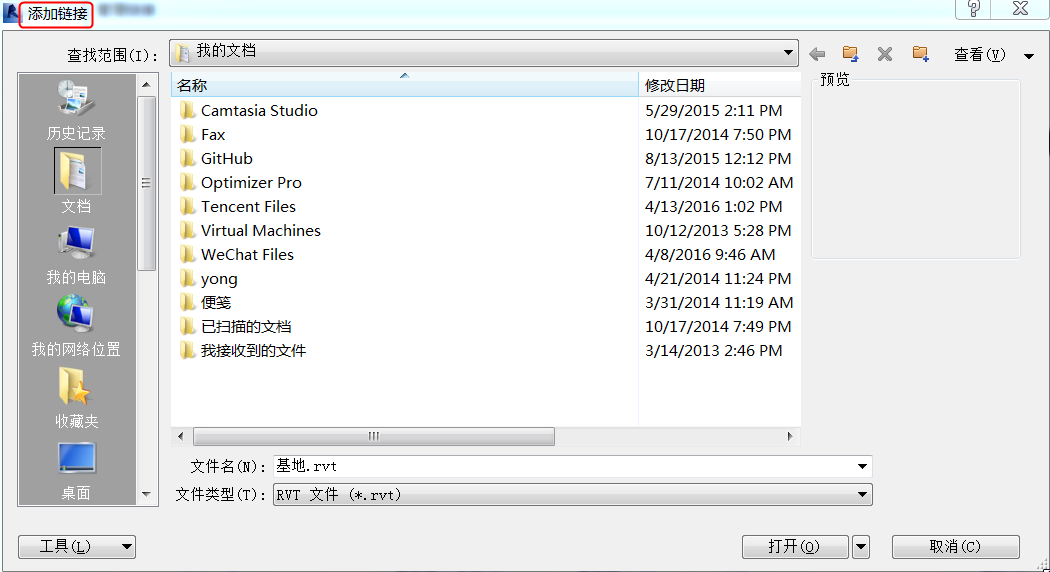 添加链接
查找范围(I):
我的文档
查看(V)
名称
修改日期
预览
Camtasia Studio
5/29/2015 2:11 PM
Fax
10/17/2014 7:50 PM
GitHub
8/13/2015 12:12 PM
Optimizer Pro
7/11/2014 10:02 AM
Tencent Files
4/13/2016 1:02 PM
Virtual Machines
10/12/2013 5:28 PM
WeChat Files
4/8/2016 9:46 AM
yong
4/21/2014 11:24 PM
便笺
3/31/2014 11:19 AM
已扫描的文档
10/17/2014 7:49 PM
我接收到的文件
3/14/2013 2:46 PM
历史记录
文档
我的电脑
我的网络位置
收藏夹
桌面
文件名(N):
基地.rvt
文件类型(T):
RVT 文件 (*.rvt)
工具(L)
打开(O)
取消(C)